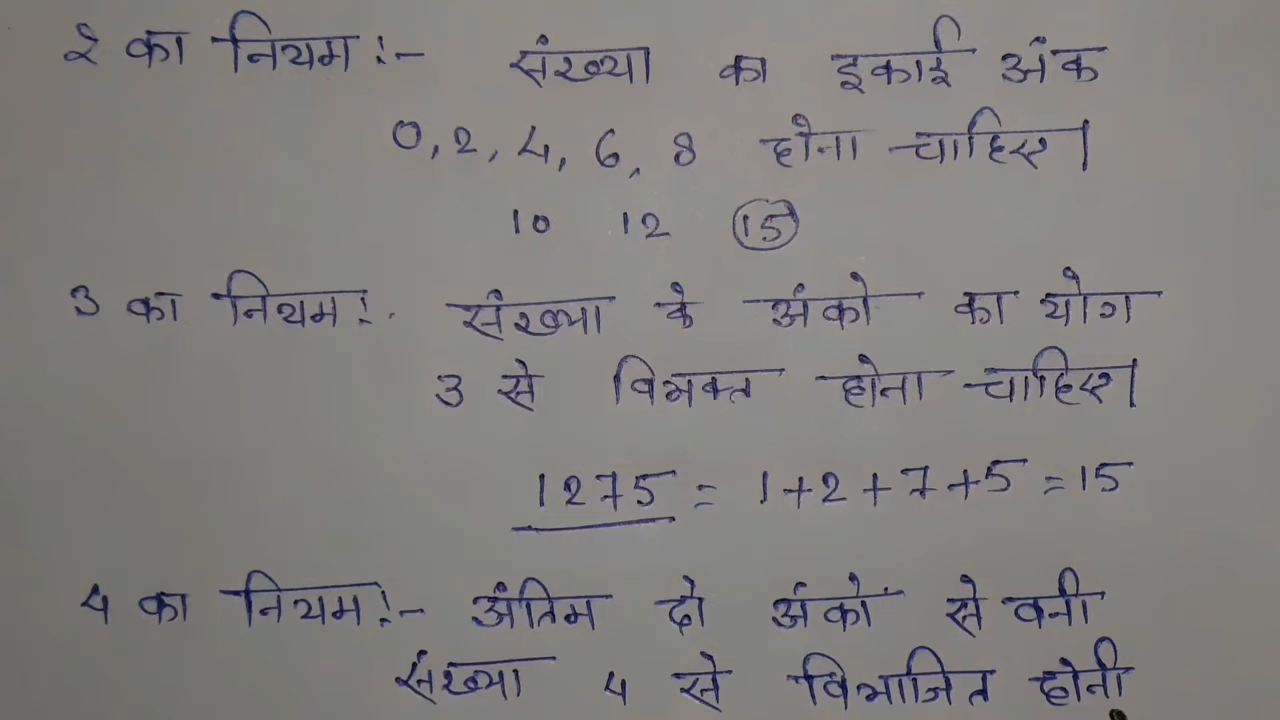 2 का नियम :- संख्या का इकाई अंक
0, 2, 4, 6, 8 होना चाहिए।
10 12 15
3 का नियम :- संख्या के अंको का योग
3 से विभक्त होना चाहिए।
1275 = 1+2+7+5 = 15
4 का नियम :- अंतिम दो अंकों से बनी
संख्या 4 से विभाजित होनी